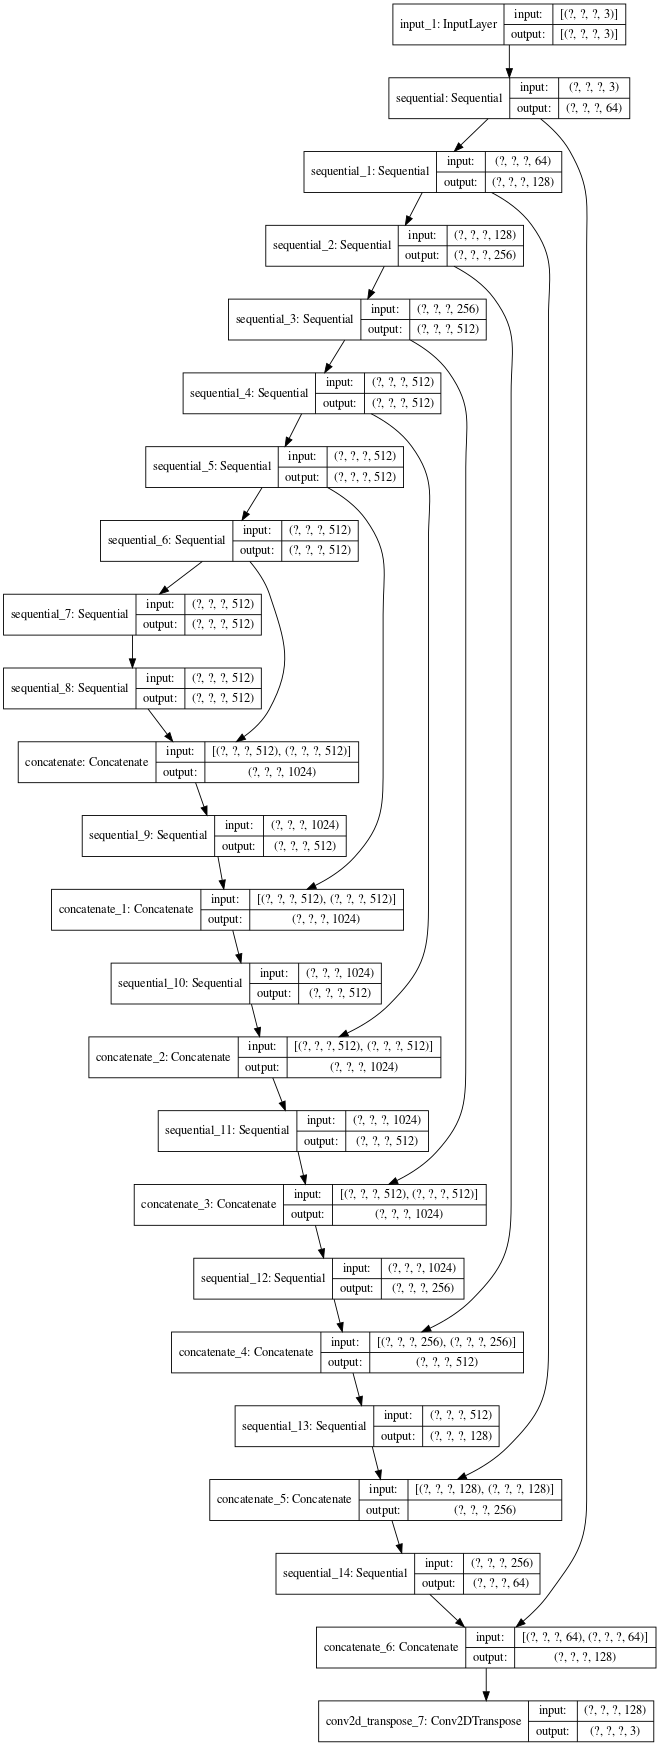 input_1: InputLayer
input: [(?, ?, ?, 3)]
output: [(?, ?, ?, 3)]
sequential: Sequential
input: (?, ?, ?, 3)
output: (?, ?, ?, 64)
sequential_1: Sequential
input: (?, ?, ?, 64)
output: (?, ?, ?, 128)
sequential_2: Sequential
input: (?, ?, ?, 128)
output: (?, ?, ?, 256)
sequential_3: Sequential
input: (?, ?, ?, 256)
output: (?, ?, ?, 512)
sequential_4: Sequential
input: (?, ?, ?, 512)
output: (?, ?, ?, 512)
sequential_5: Sequential
input: (?, ?, ?, 512)
output: (?, ?, ?, 512)
sequential_6: Sequential
input: (?, ?, ?, 512)
output: (?, ?, ?, 512)
sequential_7: Sequential
input: (?, ?, ?, 512)
output: (?, ?, ?, 512)
sequential_8: Sequential
input: (?, ?, ?, 512)
output: (?, ?, ?, 512)
concatenate: Concatenate
input: [(?, ?, ?, 512), (?, ?, ?, 512)]
output: (?, ?, ?, 1024)
sequential_9: Sequential
input: (?, ?, ?, 1024)
output: (?, ?, ?, 512)
concatenate_1: Concatenate
input: [(?, ?, ?, 512), (?, ?, ?, 512)]
output: (?, ?, ?, 1024)
sequential_10: Sequential
input: (?, ?, ?, 1024)
output: (?, ?, ?, 512)
concatenate_2: Concatenate
input: [(?, ?, ?, 512), (?, ?, ?, 512)]
output: (?, ?, ?, 1024)
sequential_11: Sequential
input: (?, ?, ?, 1024)
output: (?, ?, ?, 512)
concatenate_3: Concatenate
input: [(?, ?, ?, 512), (?, ?, ?, 512)]
output: (?, ?, ?, 1024)
sequential_12: Sequential
input: (?, ?, ?, 1024)
output: (?, ?, ?, 256)
concatenate_4: Concatenate
input: [(?, ?, ?, 256), (?, ?, ?, 256)]
output: (?, ?, ?, 512)
sequential_13: Sequential
input: (?, ?, ?, 512)
output: (?, ?, ?, 128)
concatenate_5: Concatenate
input: [(?, ?, ?, 128), (?, ?, ?, 128)]
output: (?, ?, ?, 256)
sequential_14: Sequential
input: (?, ?, ?, 256)
output: (?, ?, ?, 64)
concatenate_6: Concatenate
input: [(?, ?, ?, 64), (?, ?, ?, 64)]
output: (?, ?, ?, 128)
conv2d_transpose_7: Conv2DTranspose
input: (?, ?, ?, 128)
output: (?, ?, ?, 3)